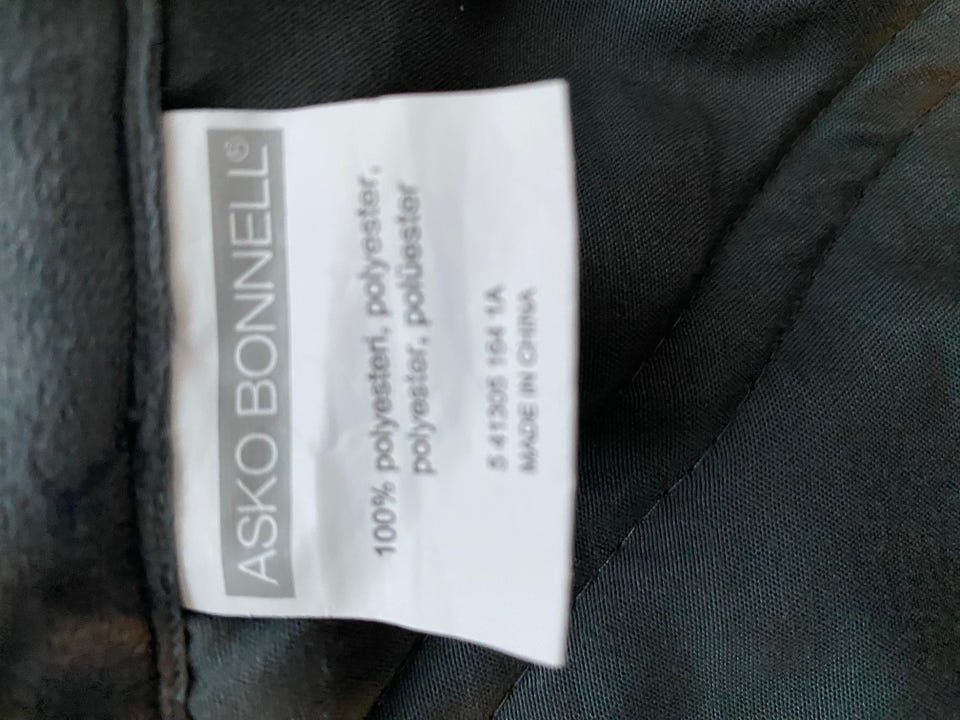 ASKO BONNELL®
100% polyesteri, polyester,
polyester, polüester
5 41305 164 1A
MADE IN CHINA